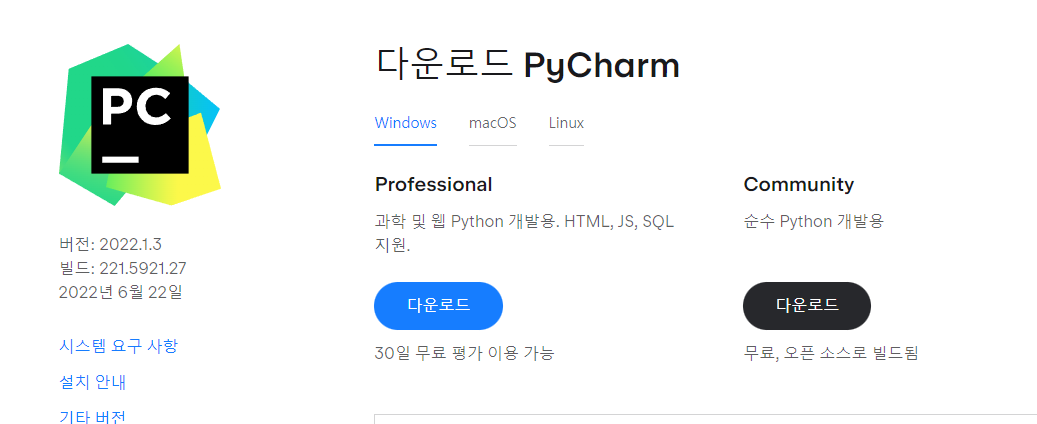 PC
버전: 2022.1.3
빌드: 221.5921.27
2022년 6월 22일
시스템 요구 사항
설치 안내
기타 버전
다운로드 PyCharm
Windows
macOS
Linux
Professional
과학 및 웹 Python 개발용. HTML, JS, SQL
지원.
다운로드
30일 무료 평가 이용 가능
Community
순수 Python 개발용
다운로드
무료, 오픈 소스로 빌드됨